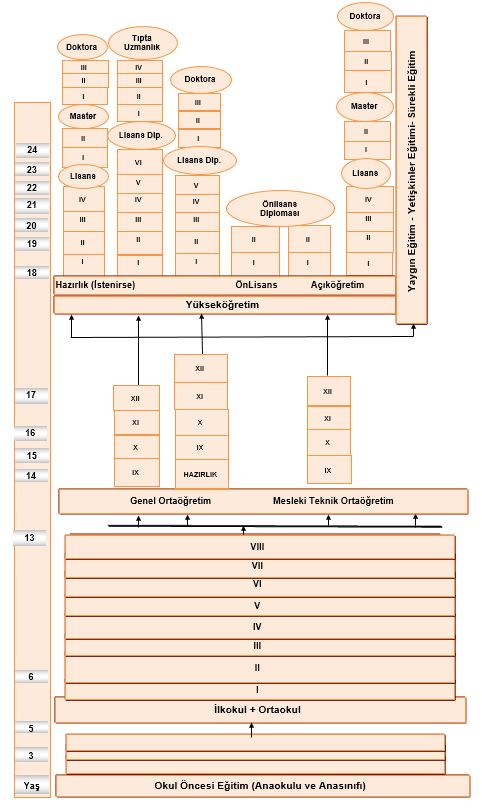 Doktora
Tıpta
Uzmanlık
Doktora
Doktora
III
II
I
IV
III
II
I
III
II
I
III
II
I
Master
Lisans Dip.
Lisans Dip.
Master
II
I
II
I
Lisans
Lisans
IV
III
II
I
VI
V
IV
III
II
I
V
IV
III
II
I
Önlisans
Diploması
II
I
II
I
IV
III
II
I
Yaygın Eğitim - Yetişkinler Eğitimi- Sürekli Eğitim
Hazırlık (İstenirse)
ÖnLisans
Açıköğretim
Yükseköğretim
XII
XI
X
IX
XII
XI
X
IX
HAZIRLIK
XII
XI
X
IX
Genel Ortaöğretim
Mesleki Teknik Ortaöğretim
VIII
VII
VI
V
IV
III
II
I
İlkokul + Ortaokul
Okul Öncesi Eğitim (Anaokulu ve Anasınıfı)
24
23
22
21
20
19
18
17
16
15
14
13
6
5
3
Yaş